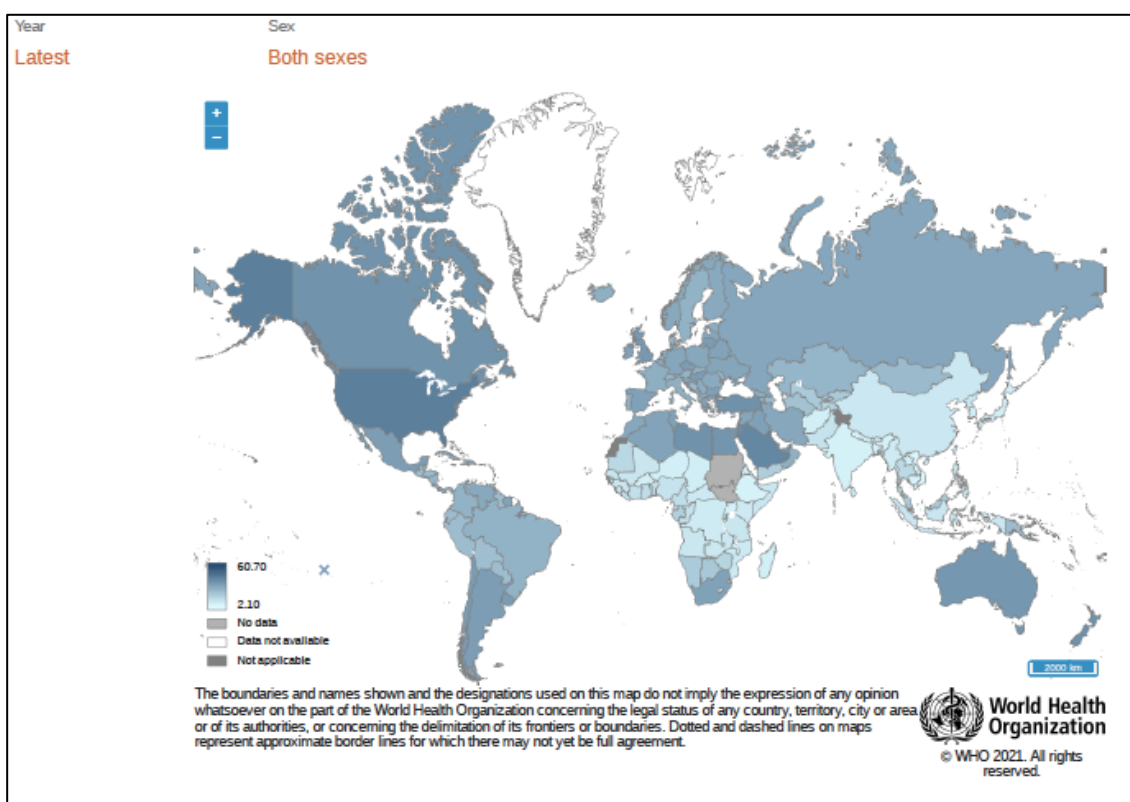 Year
Sex
Latest
Both sexes
+
−
60.70
2.10
No data
Data not available
Not applicable
2000 km
The boundaries and names shown and the designations used on this map do not imply the expression of any opinion
whatsoever on the part of the World Health Organization concerning the legal status of any country, territory, city or area
or of its authorities, or concerning the delimitation of its frontiers or boundaries. Dotted and dashed lines on maps
represent approximate border lines for which there may not yet be full agreement.
World Health
Organization
© WHO 2021. All rights
reserved.